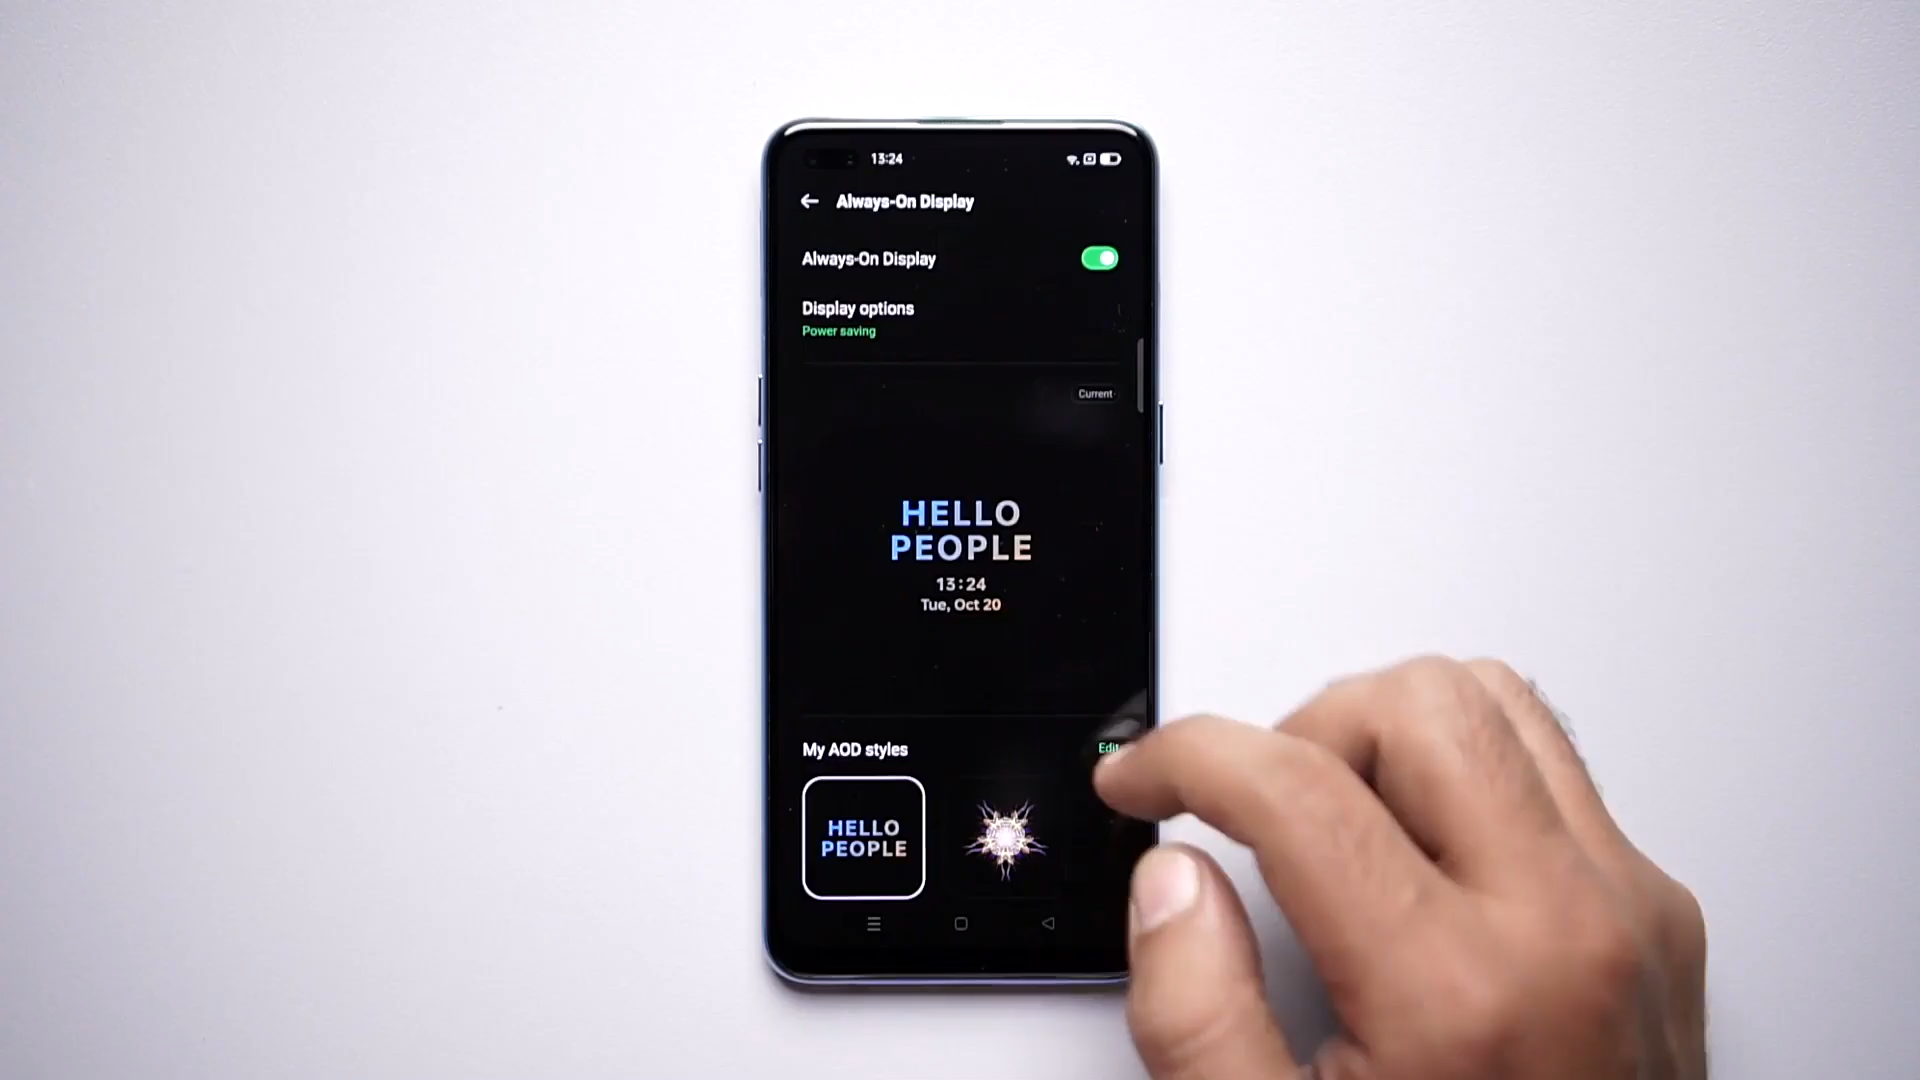 13:24
Always-On Display
Always-On Display
Display options
Power saving
Current
HELLO
PEOPLE
13:24
Tue, Oct 20
My AOD styles
Edit
HELLO
PEOPLE